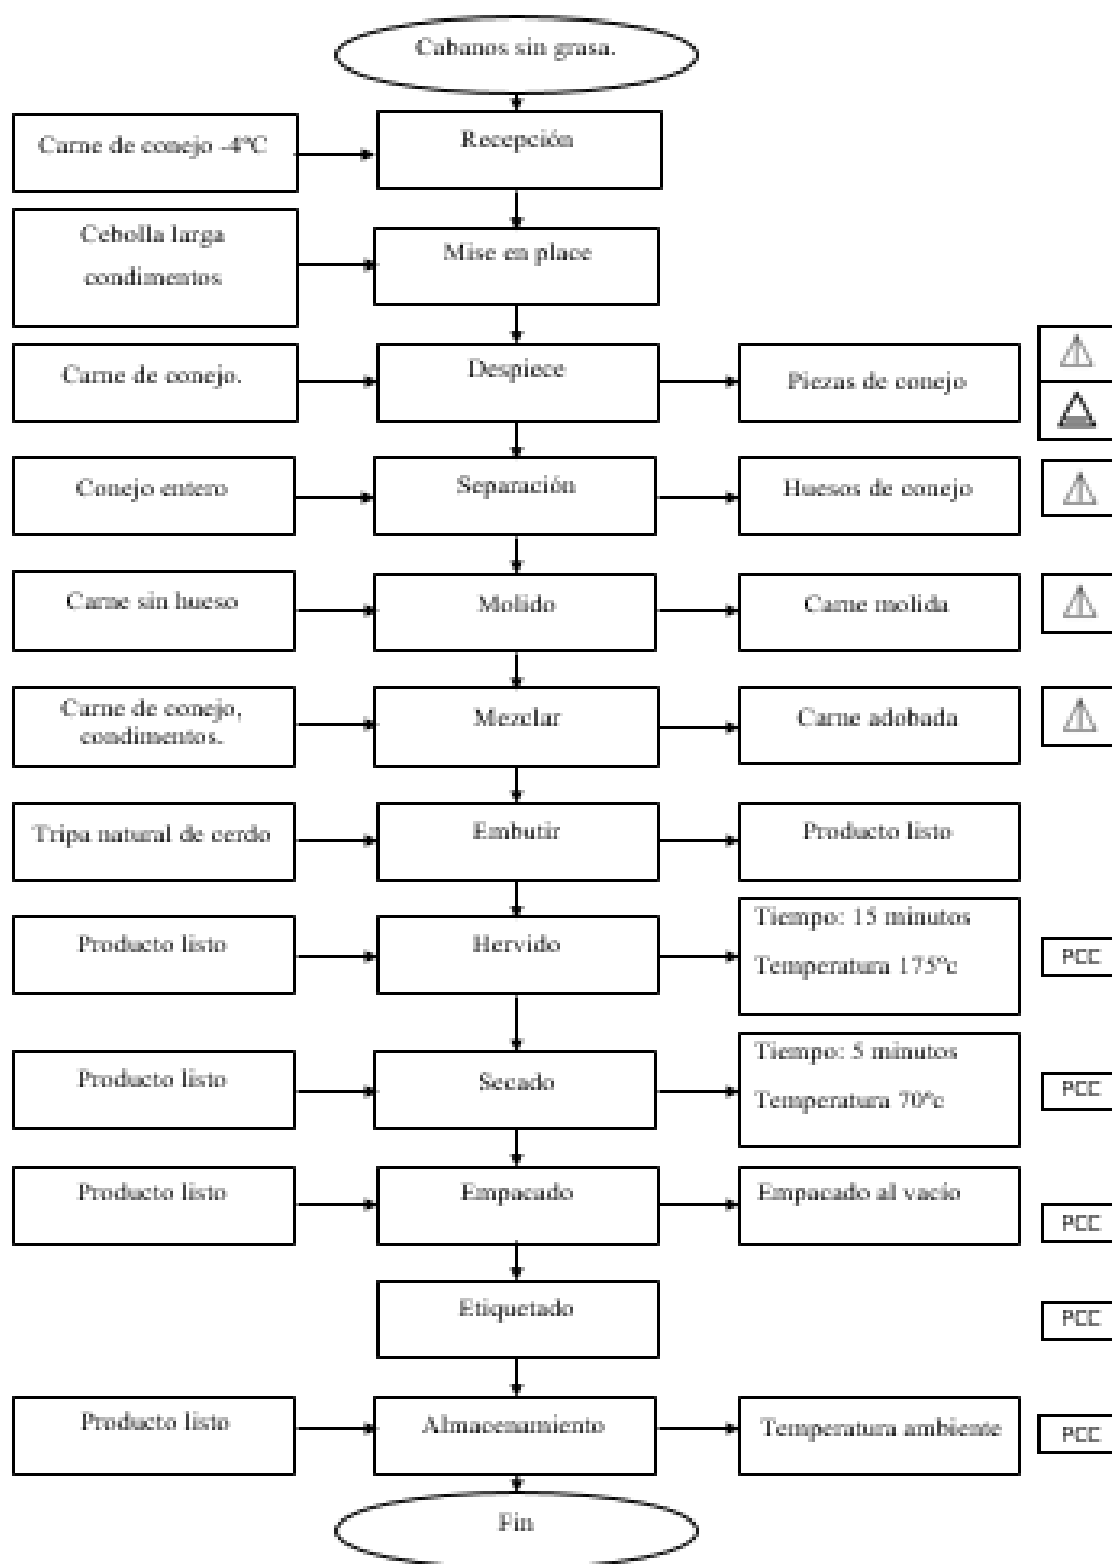 Cabanos sin grasa.
Carne de conejo -4°C
Recepción
Cebolla larga
condimentos
Mise en place
Carne de conejo.
Despiece
Piezas de conejo
Conejo entero
Separación
Huesos de conejo
Carne sin hueso
Molido
Carne molida
Carne de conejo,
condimentos.
Mezclar
Carne adobada
Tripa natural de cerdo
Embutir
Producto listo
Producto listo
Hervido
Tiempo: 15 minutos
Temperatura 175°c
PCC
Producto listo
Secado
Tiempo: 5 minutos
Temperatura 70°c
PCC
Producto listo
Empacado
Empacado al vacío
PCC
Etiquetado
PCC
Producto listo
Almacenamiento
Temperatura ambiente
PCC
Fin